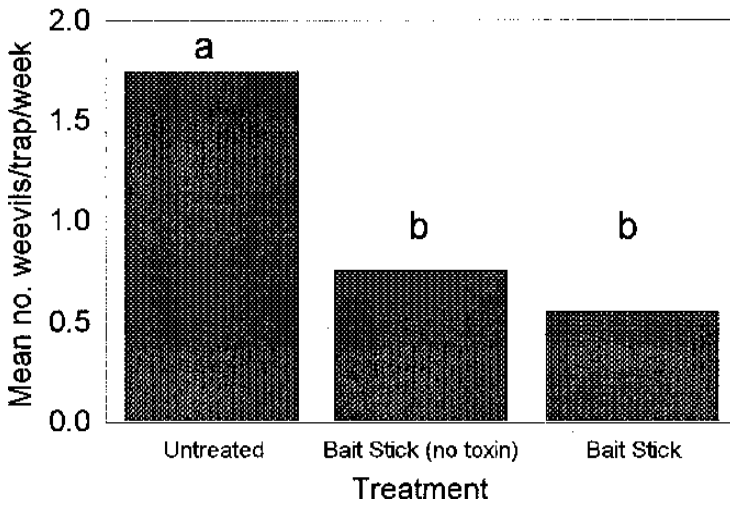 Mean no. weevils/trap/week
2.0
1.5
1.0
0.5
0.0
a
b
b
Untreated
Bait Stick (no toxin)
Bait Stick
Treatment